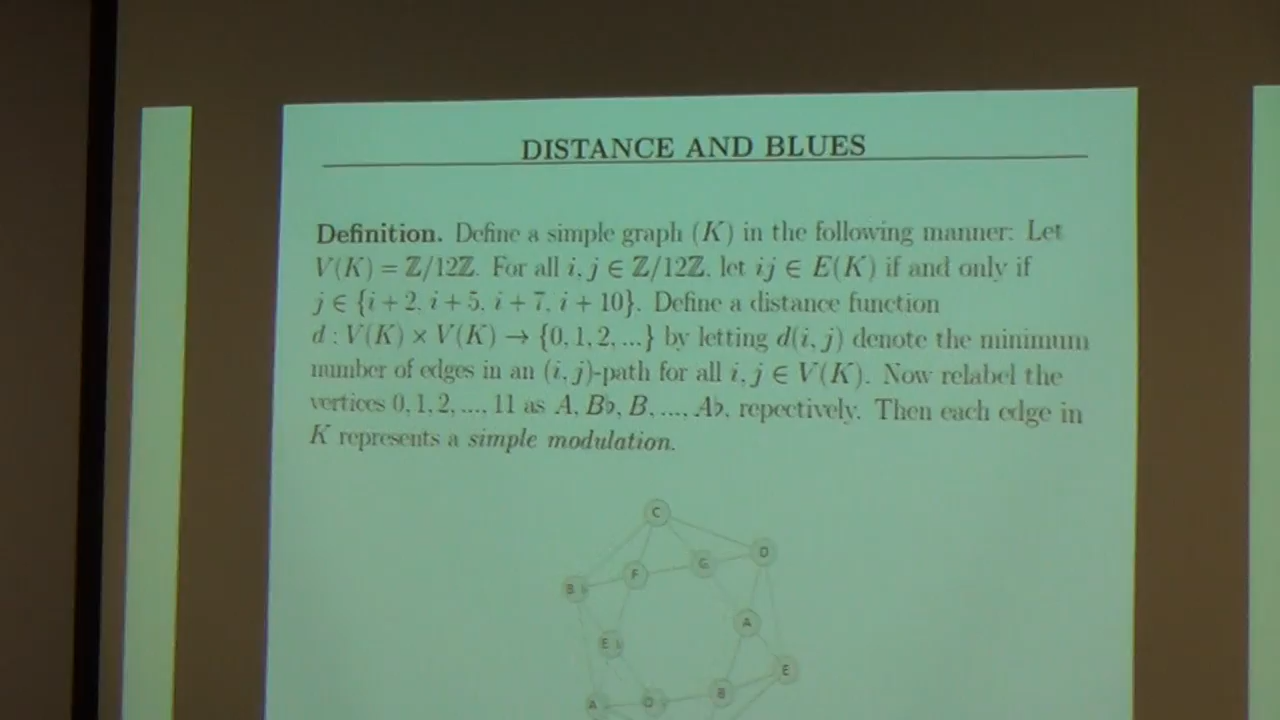 DISTANCE AND BLUES
Definition. Define a simple graph (K) in the following manner: Let
V(K) = ℤ/12ℤ. For all i, j ∈ ℤ/12ℤ, let ij ∈ E(K) if and only if
j ∈ {i + 2, i + 5, i + 7, i + 10}. Define a distance function
d : V(K) × V(K) → {0, 1, 2, ...} by letting d(i, j) denote the minimum
number of edges in an (i, j)-path for all i, j ∈ V(K). Now relabel the
vertices 0, 1, 2, ..., 11 as A, B♭, B, ..., A♭, repectively. Then each edge in
K represents a simple modulation.
C
D
G
F
B♭
A
E♭
E
B